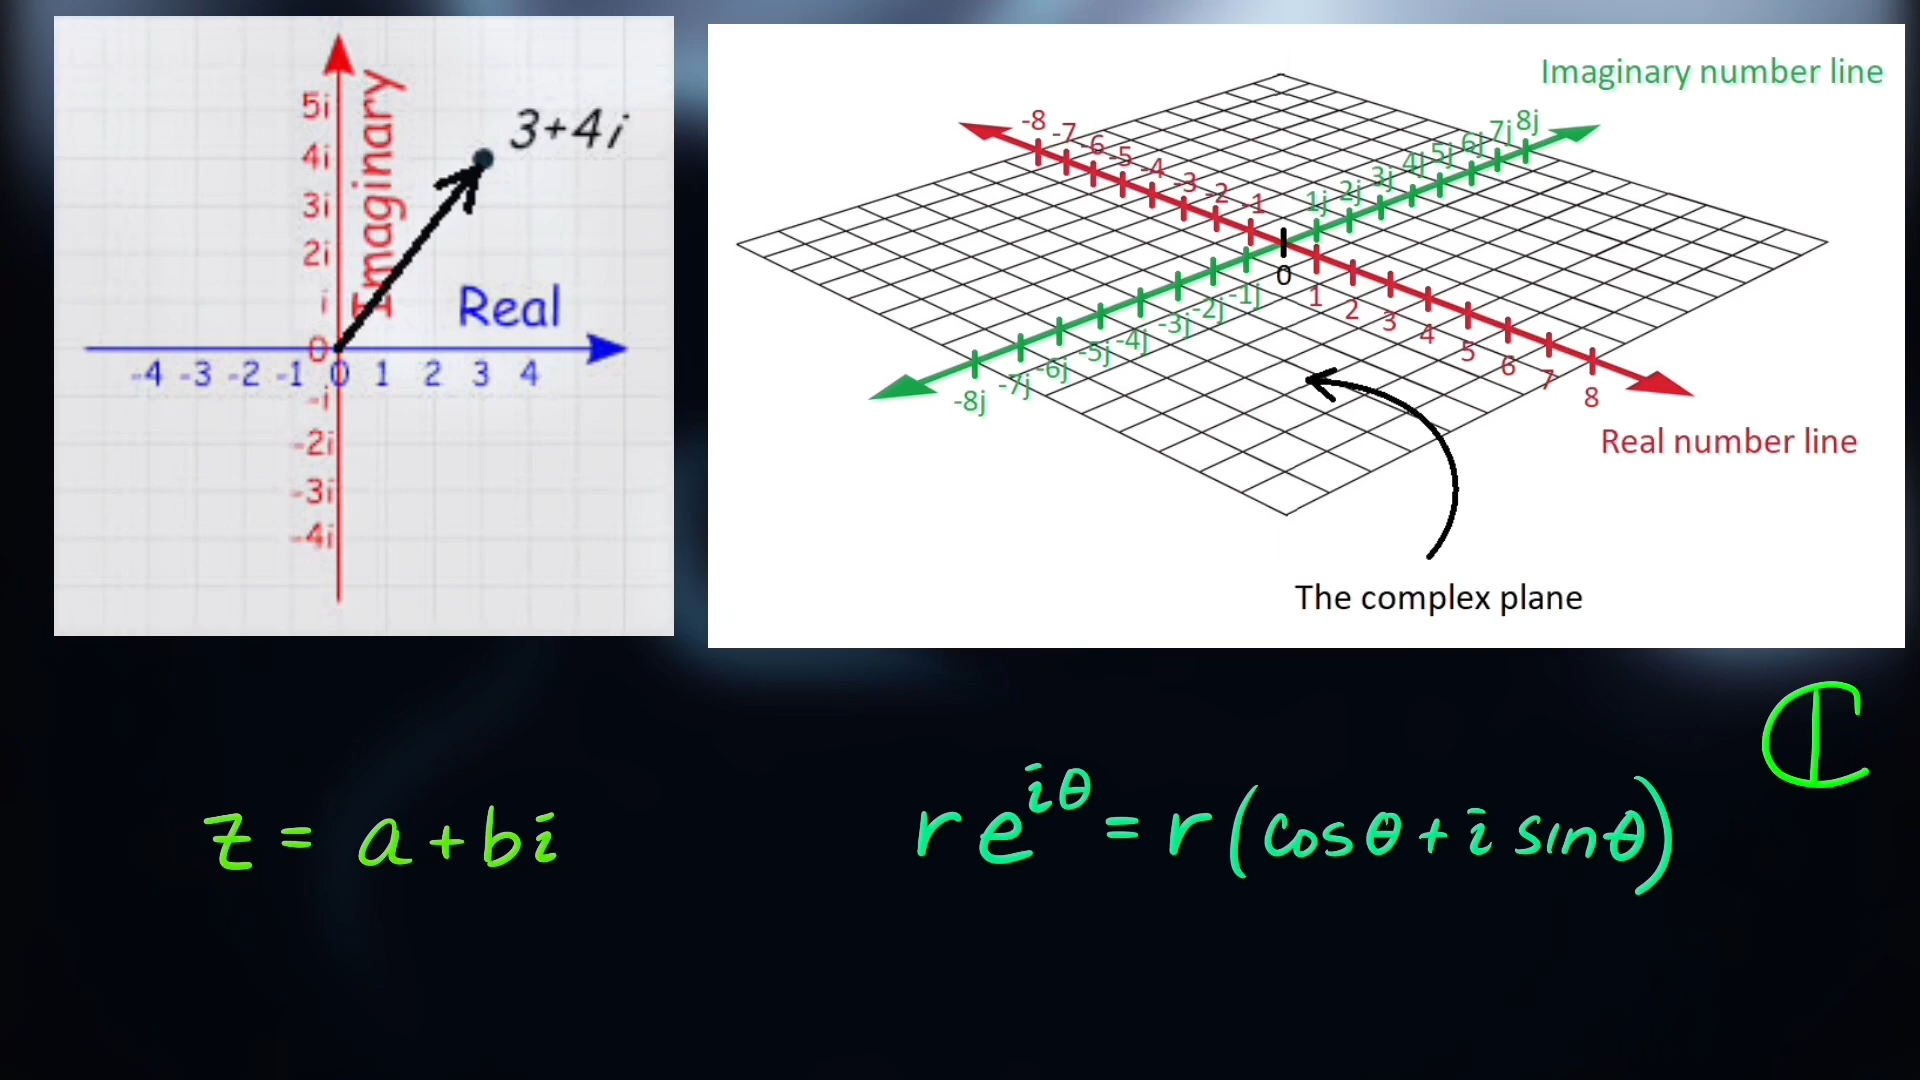 5i
4i
3i
2i
i
0
-i
-2i
-3i
-4i
Imaginary
3+4i
Real
-4 -3 -2 -1 0 1 2 3 4
Imaginary number line
-8 -7 -6 -5 -4 -3 -2 -1
1j 2j 3j 4j 5j 6j 7j 8j
0
-1j -2j -3j -4j -5j -6j -7j -8j
1 2 3 4 5 6 7 8
Real number line
The complex plane
ℂ
z = a+bi
re^{iθ} = r(cosθ + i sinθ)